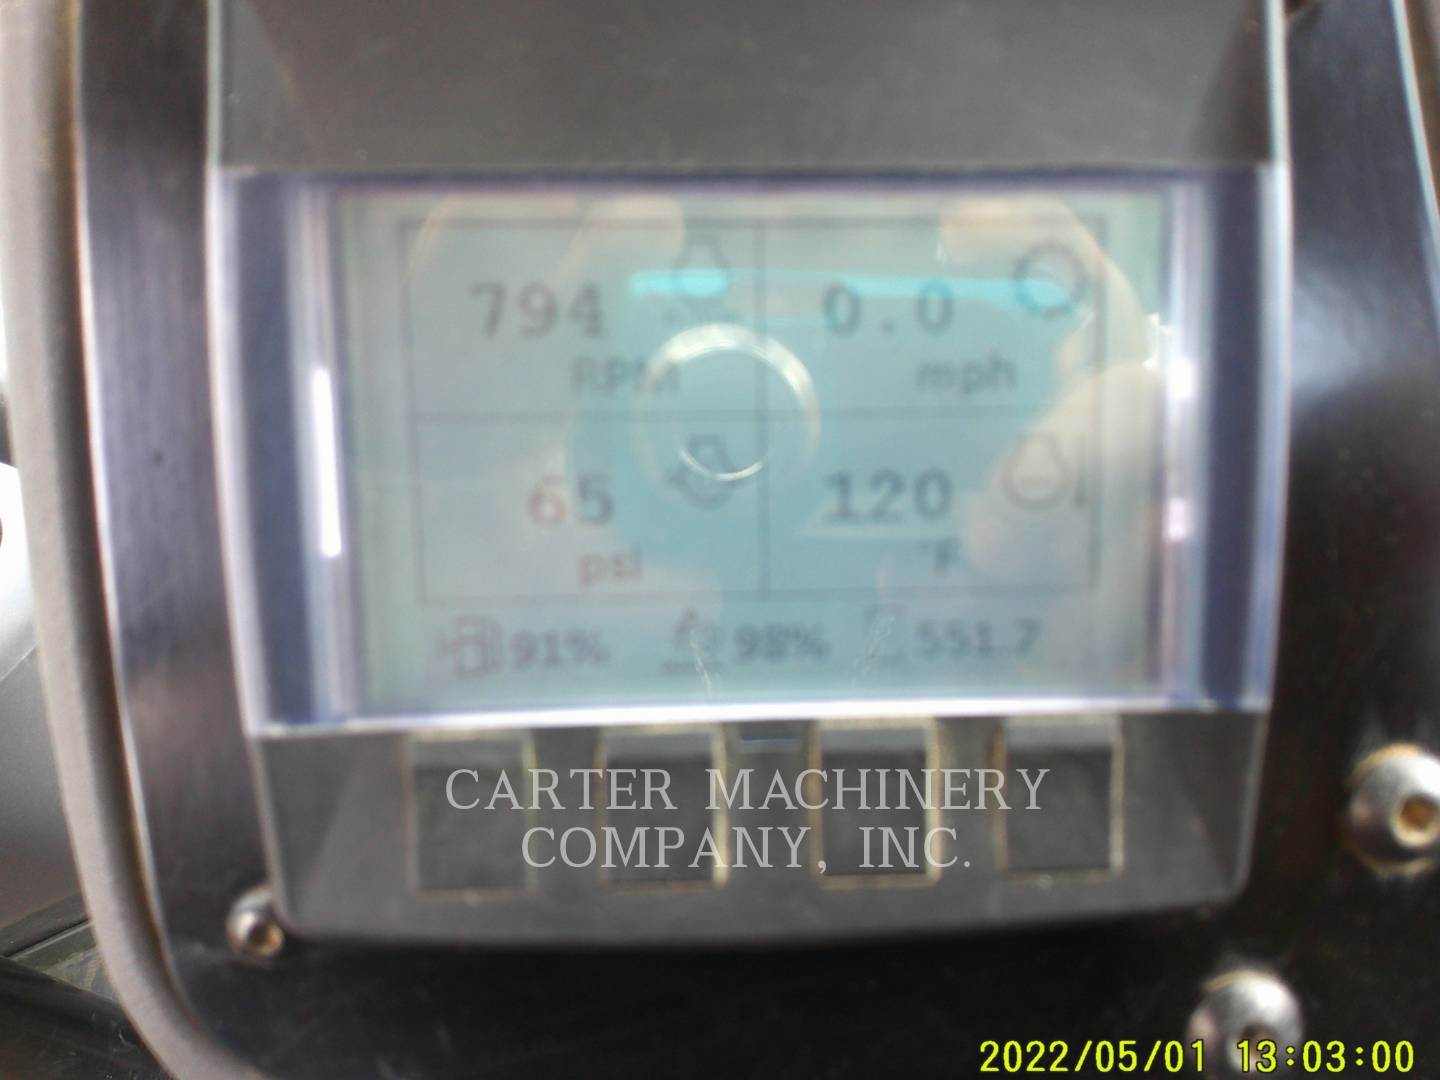 794 0.0
RPM mph
65 120
psi °F
91% 98% 551.7
CARTER MACHINERY
COMPANY, INC.
2022/05/01 13:03:00